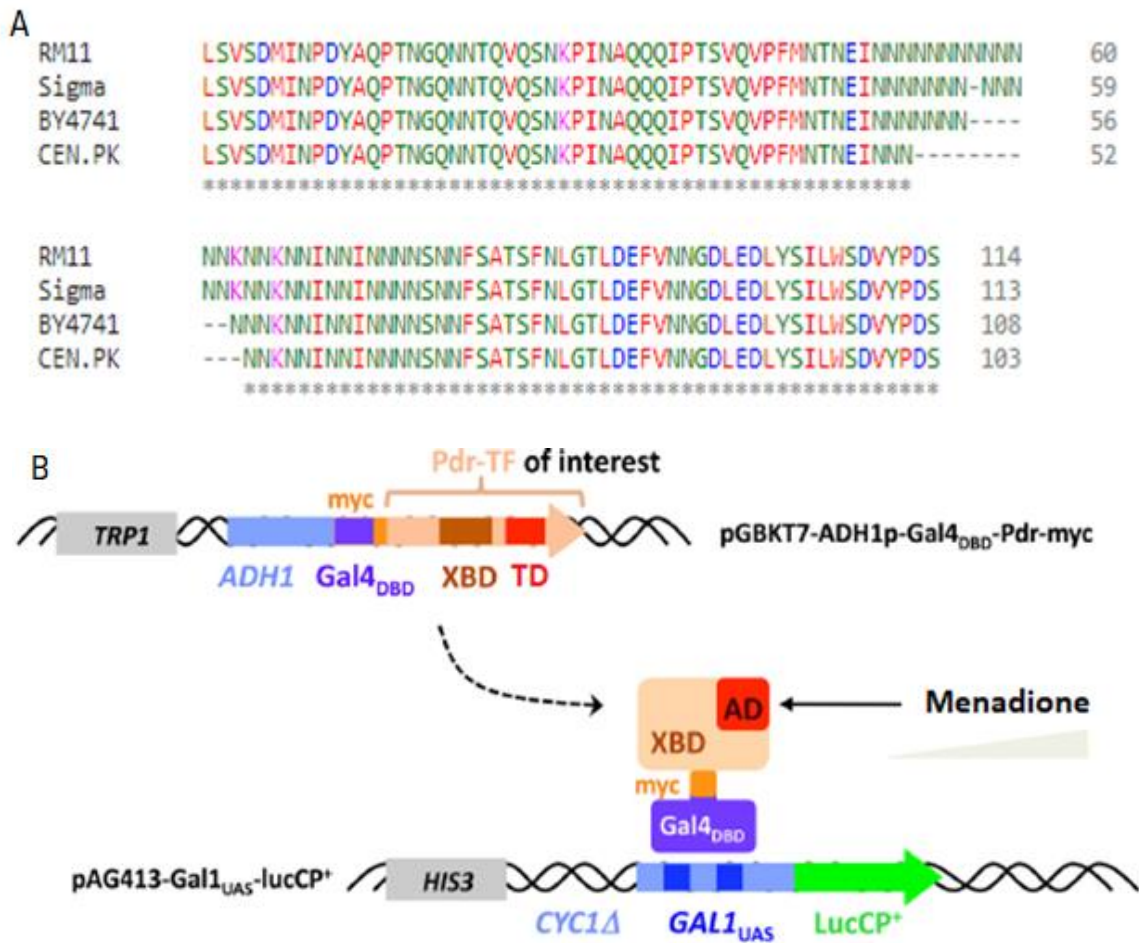 A
RM11 LSVSDMINPDYAQPTNGQNNTQVQSNKPINAQQQIPTSVQVPFMNTNEINNNNNNNNNNN 60
Sigma LSVSDMINPDYAQPTNGQNNTQVQSNKPINAQQQIPTSVQVPFMNTNEINNNNNNN-NNN 59
BY4741 LSVSDMINPDYAQPTNGQNNTQVQSNKPINAQQQIPTSVQVPFMNTNEINNNNNNN---- 56
CEN.PK LSVSDMINPDYAQPTNGQNNTQVQSNKPINAQQQIPTSVQVPFMNTNEINNN-------- 52
****************************************************
RM11 NNKNNKNNINNINNNNSNNFSATSFNLGTLDEFVNNGDLEDLYSILWSDVYPDS 114
Sigma NNKNNKNNINNINNNNSNNFSATSFNLGTLDEFVNNGDLEDLYSILWSDVYPDS 113
BY4741 --NNNKNNINNINNNNSNNFSATSFNLGTLDEFVNNGDLEDLYSILWSDVYPDS 108
CEN.PK ---NNKNNINNINNNNSNNFSATSFNLGTLDEFVNNGDLEDLYSILWSDVYPDS 103
***************************************************
B
Pdr-TF of interest
myc
TRP1
pGBKT7-ADH1p-Gal4DBD-Pdr-myc
ADH1 Gal4DBD XBD TD
AD
Menadione
XBD
myc
Gal4DBD
pAG413-Gal1UAS-lucCP⁺
HIS3
CYC1Δ GAL1UAS LucCP⁺